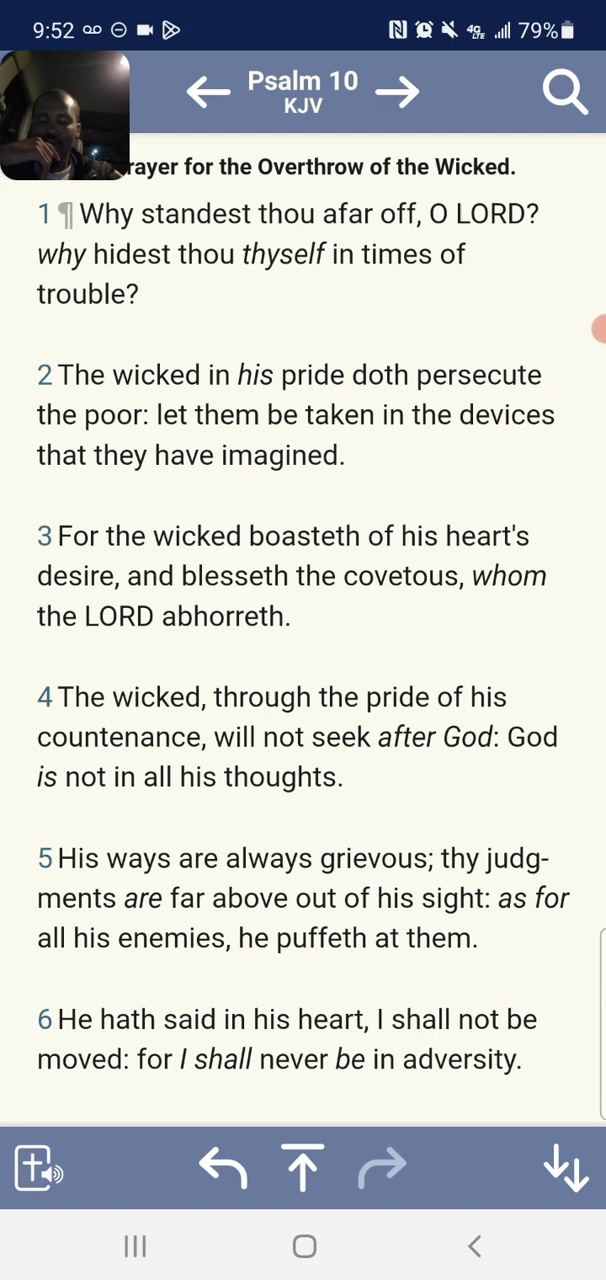 9:52 79%
4G
LTE
Psalm 10
KJV
rayer for the Overthrow of the Wicked.
1 ¶ Why standest thou afar off, O LORD?
why hidest thou thyself in times of
trouble?
2 The wicked in his pride doth persecute
the poor: let them be taken in the devices
that they have imagined.
3 For the wicked boasteth of his heart's
desire, and blesseth the covetous, whom
the LORD abhorreth.
4 The wicked, through the pride of his
countenance, will not seek after God: God
is not in all his thoughts.
5 His ways are always grievous; thy judg-
ments are far above out of his sight: as for
all his enemies, he puffeth at them.
6 He hath said in his heart, I shall not be
moved: for I shall never be in adversity.